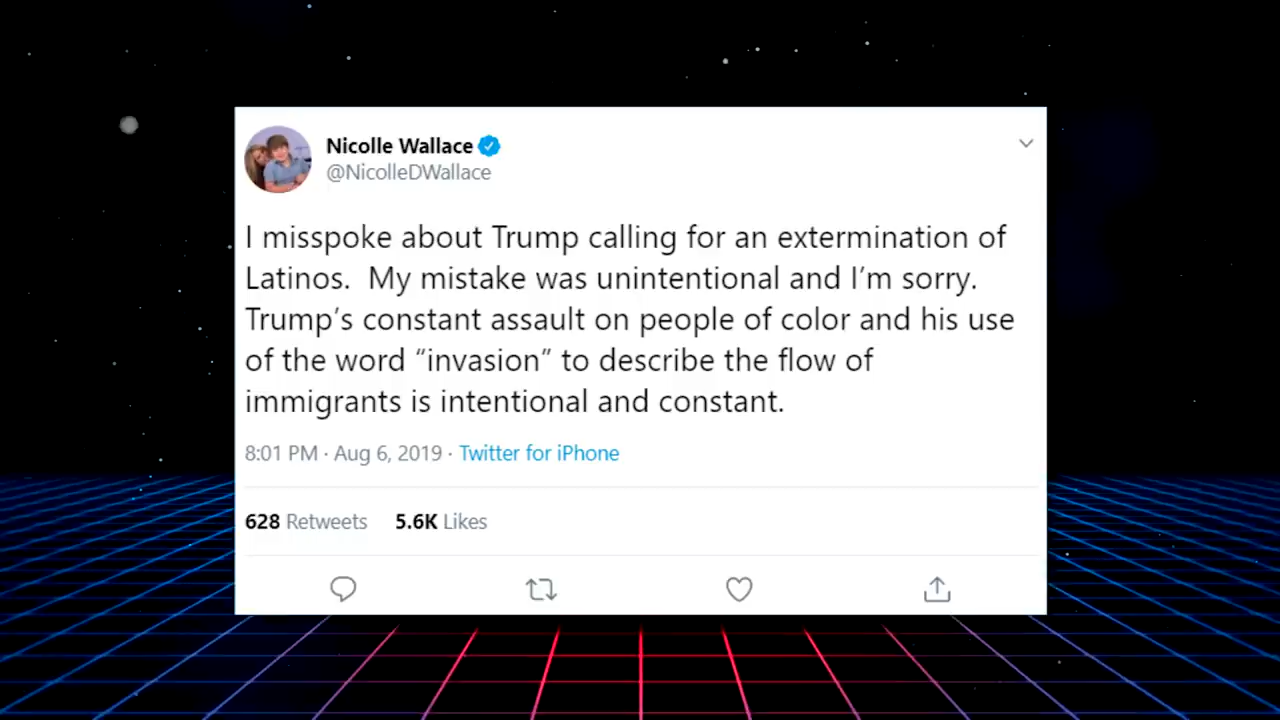 Nicolle Wallace
@NicolleDWallace
I misspoke about Trump calling for an extermination of
Latinos.  My mistake was unintentional and I’m sorry.
Trump’s constant assault on people of color and his use
of the word “invasion” to describe the flow of
immigrants is intentional and constant.
8:01 PM · Aug 6, 2019 · Twitter for iPhone
628 Retweets 5.6K Likes